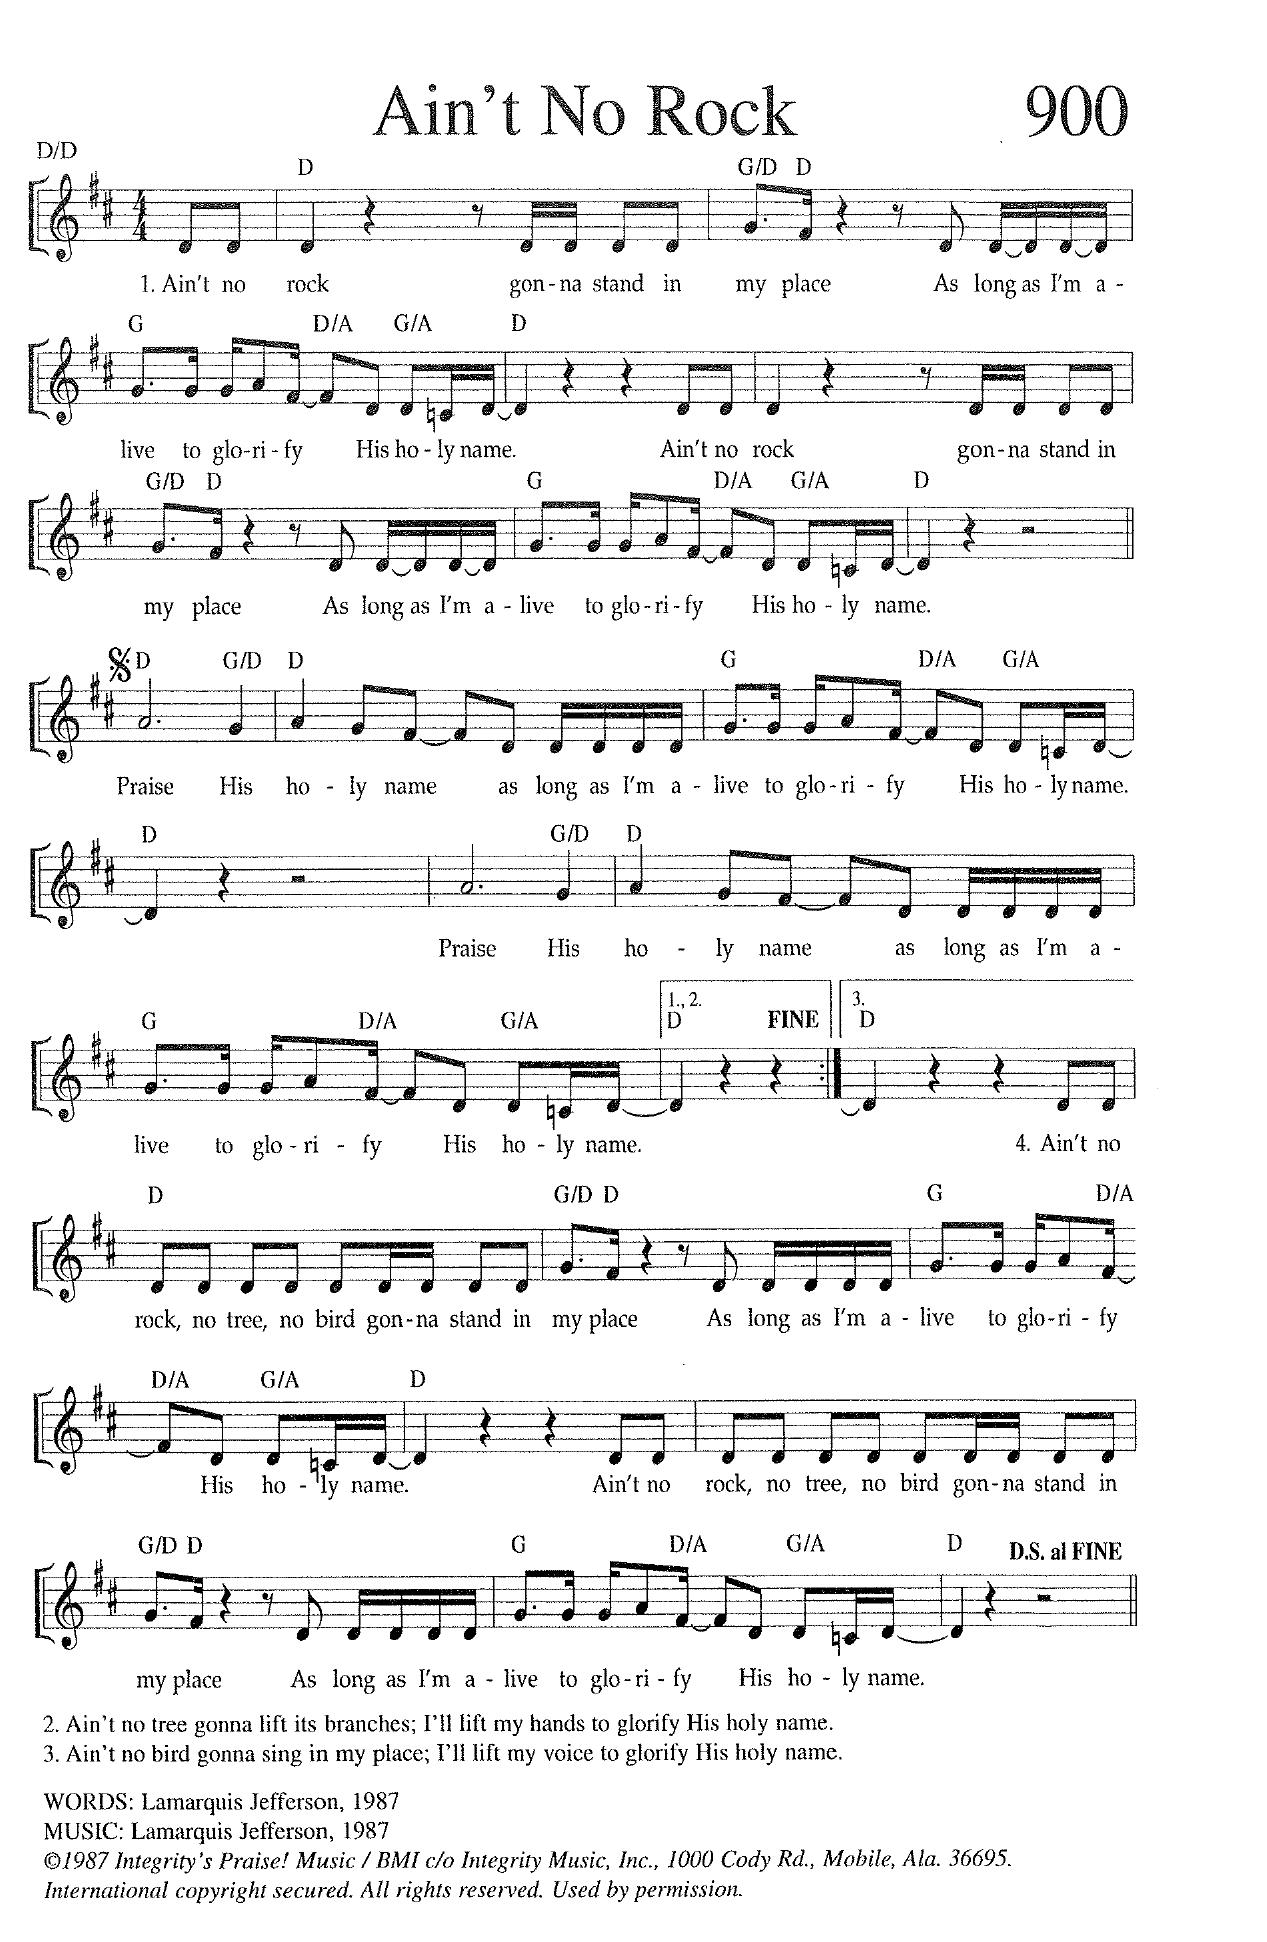 Ain't No Rock 900
D/D
D G/D D
1. Ain't no rock gon-na stand in my place As long as I'm a-
G D/A G/A D
live to glo-ri-fy His ho-ly name. Ain't no rock gon-na stand in
G/D D G D/A G/A D
my place As long as I'm a-live to glo-ri-fy His ho-ly name.
D G/D D G D/A G/A
Praise His ho-ly name as long as I'm a-live to glo-ri-fy His ho-ly name.
D G/D D
Praise His ho-ly name as long as I'm a-
1., 2. 3.
G D/A G/A D FINE D
live to glo-ri-fy His ho-ly name. 4. Ain't no
D G/D D G D/A
rock, no tree, no bird gon-na stand in my place As long as I'm a-live to glo-ri-fy
D/A G/A D
His ho-ly name. Ain't no rock, no tree, no bird gon-na stand in
G/D D G D/A G/A D D.S. al FINE
my place As long as I'm a-live to glo-ri-fy His ho-ly name.
2. Ain't no tree gonna lift its branches; I'll lift my hands to glorify His holy name.
3. Ain't no bird gonna sing in my place; I'll lift my voice to glorify His holy name.
WORDS: Lamarquis Jefferson, 1987
MUSIC: Lamarquis Jefferson, 1987
©1987 Integrity's Praise! Music / BMI c/o Integrity Music, Inc., 1000 Cody Rd., Mobile, Ala. 36695.
International copyright secured. All rights reserved. Used by permission.